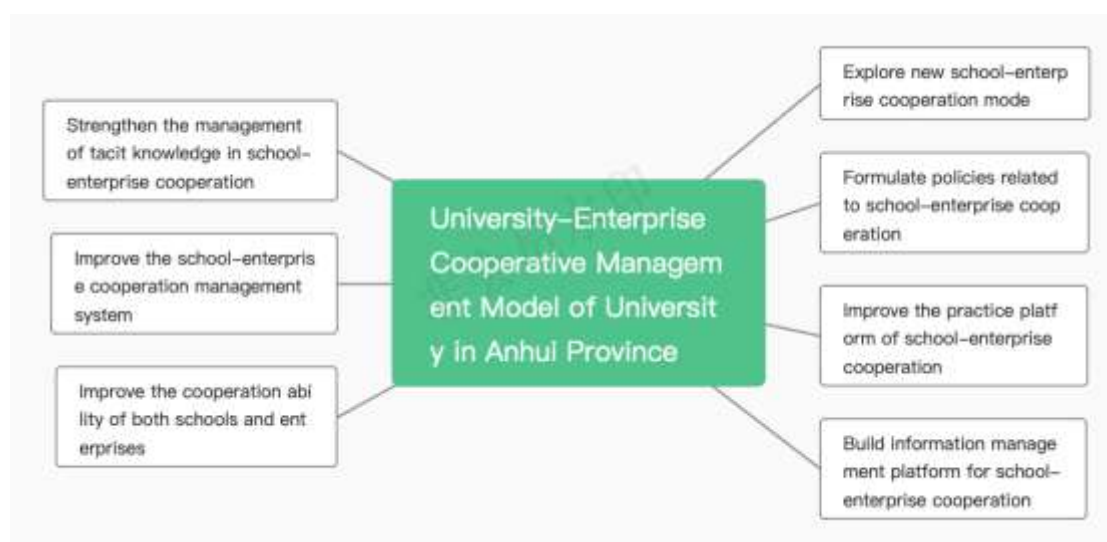 Strengthen the management
of tacit knowledge in school-
enterprise cooperation
Improve the school-enterpris
e cooperation management
system
Improve the cooperation abi
lity of both schools and ent
erprises
University-Enterprise
Cooperative Managem
ent Model of Universit
y in Anhui Province
Explore new school-enterp
rise cooperation mode
Formulate policies related
to school-enterprise coop
eration
Improve the practice platf
orm of school-enterprise
cooperation
Build information manage
ment platform for school-
enterprise cooperation